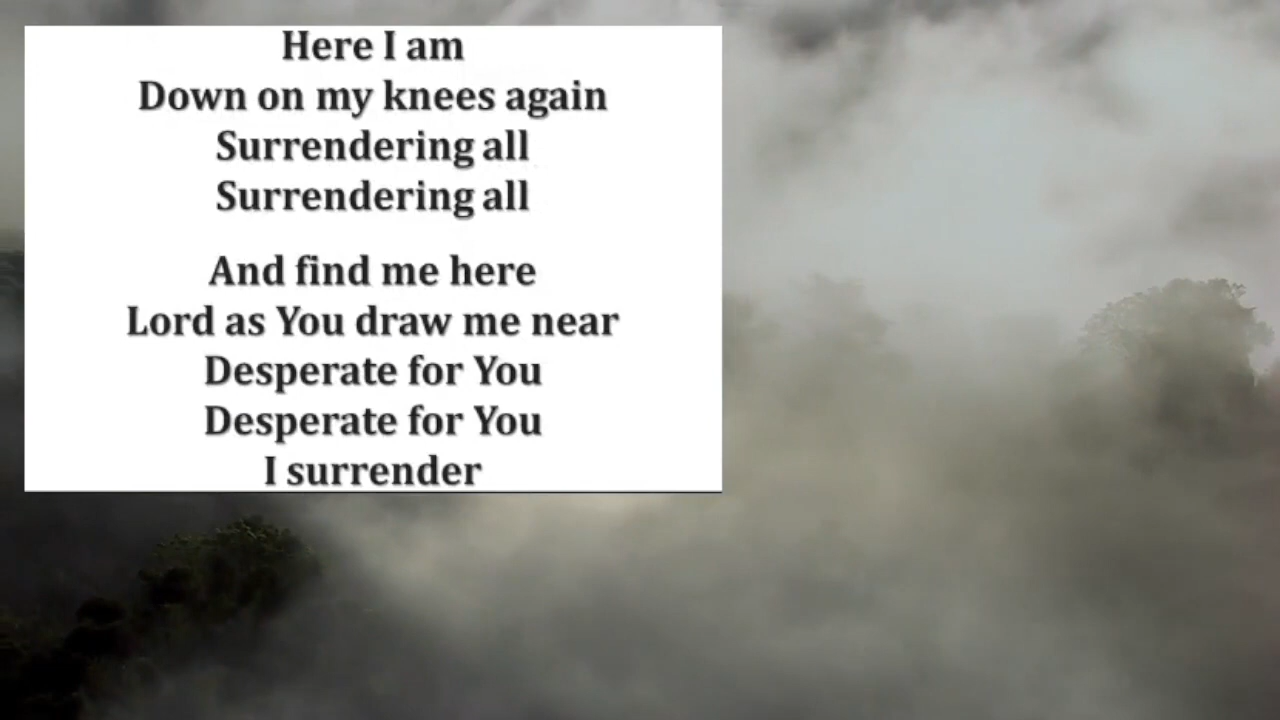 Here I am
Down on my knees again
Surrendering all
Surrendering all
And find me here
Lord as You draw me near
Desperate for You
Desperate for You
I surrender